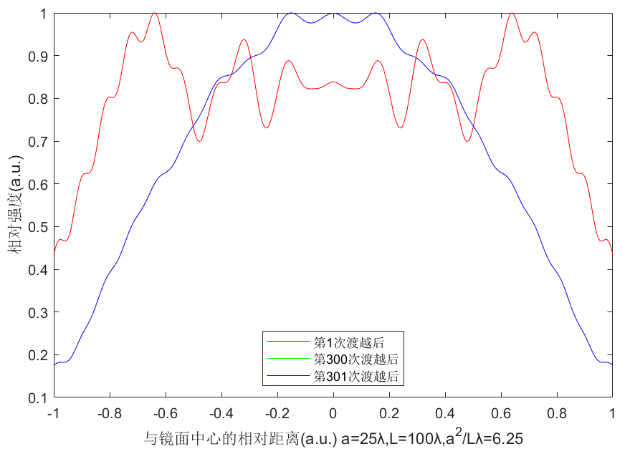 1
0.9
0.8
0.7
0.6
0.5
0.4
0.3
0.2
0.1
相对强度(a.u.)
第1次渡越后
第300次渡越后
第301次渡越后
-1 -0.8 -0.6 -0.4 -0.2 0 0.2 0.4 0.6 0.8 1
与镜面中心的相对距离(a.u.) a=25λ,L=100λ,a²/Lλ=6.25